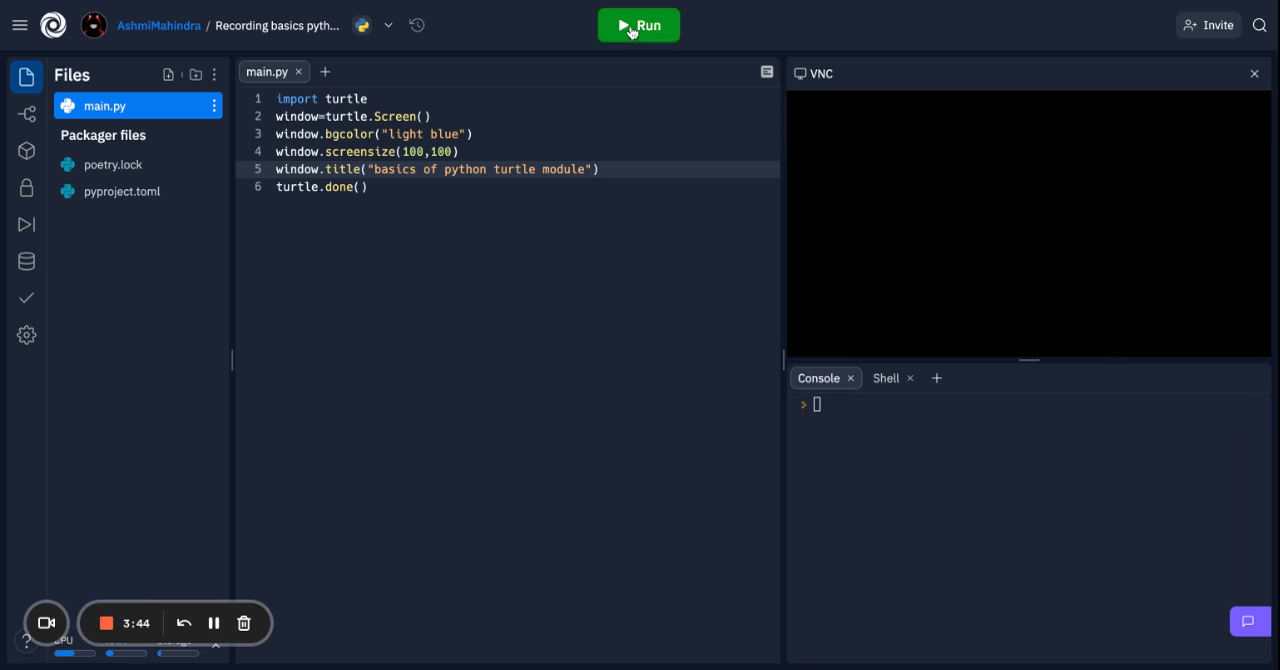 AshmiMahindra / Recording basics pyth...
Run
Invite
Files
main.py
Packager files
poetry.lock
pyproject.toml
main.py
1 import turtle
2 window=turtle.Screen()
3 window.bgcolor("light blue")
4 window.screensize(100,100)
5 window.title("basics of python turtle module")
6 turtle.done()
VNC
Console
Shell
3:44
?